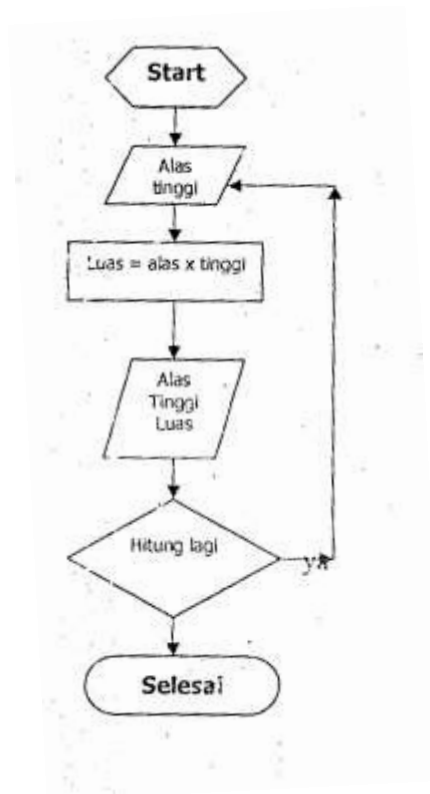 Start
Alas
tinggi
Luas = alas x tinggi
Alas
Tinggi
Luas
Hitung lagi
ya
Selesai